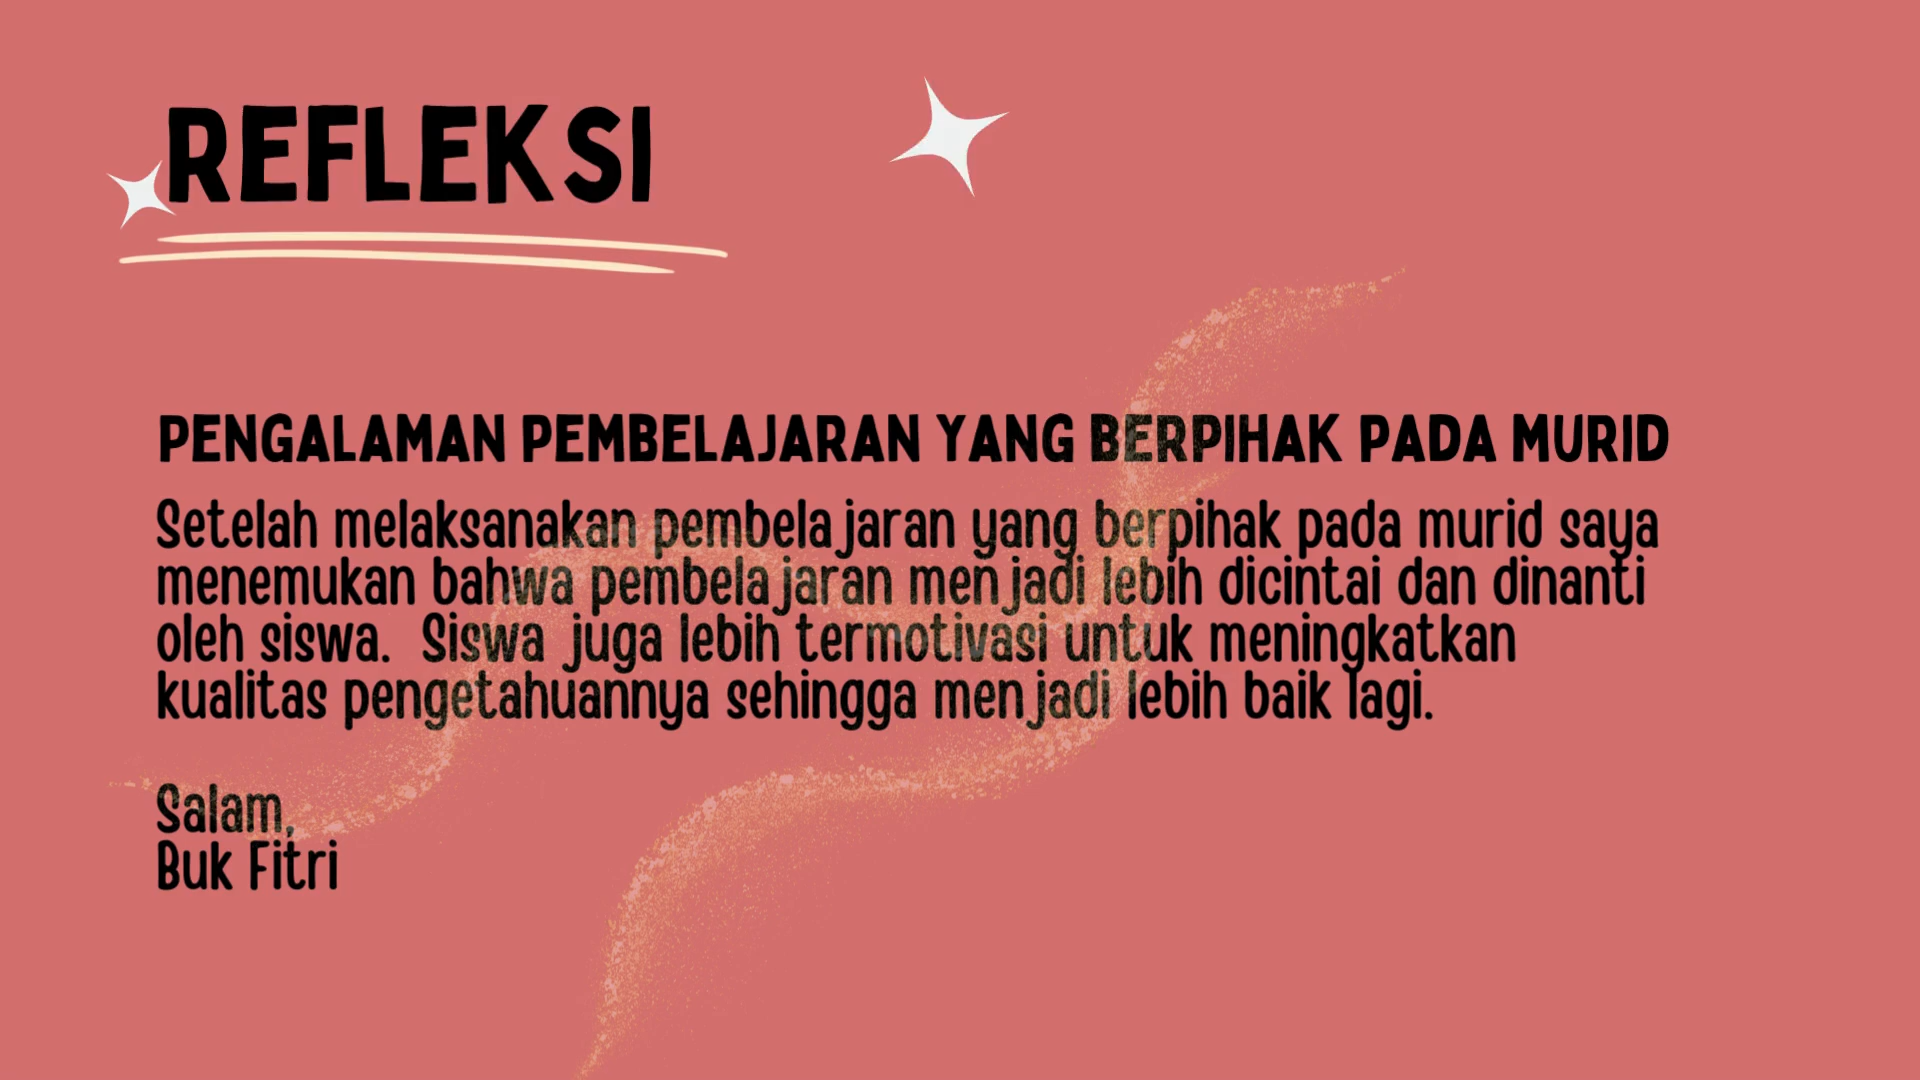 REFLEKSI
PENGALAMAN PEMBELAJARAN YANG BERPIHAK PADA MURID
Setelah melaksanakan pembelajaran yang berpihak pada murid saya
menemukan bahwa pembelajaran menjadi lebih dicintai dan dinanti
oleh siswa. Siswa juga lebih termotivasi untuk meningkatkan
kualitas pengetahuannya sehingga menjadi lebih baik lagi.
Salam,
Buk Fitri